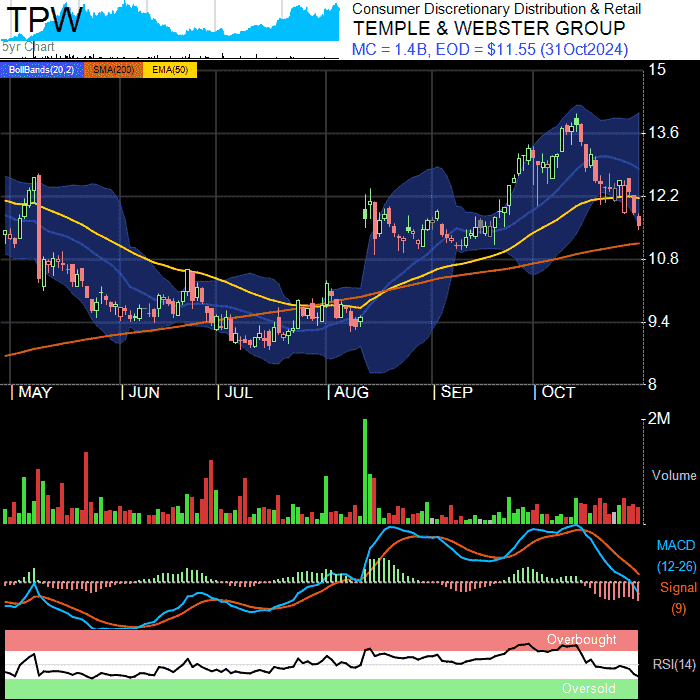 TPW
Consumer Discretionary Distribution & Retail
TEMPLE & WEBSTER GROUP
5yr Chart
MC = 1.4B, EOD = $11.55 (31Oct2024)
BollBands(20,2) SMA(200) EMA(50)
15
13.6
12.2
10.8
9.4
8
MAY JUN JUL AUG SEP OCT
2M
Volume
MACD
(12-26)
Signal
(9)
Overbought
RSI(14)
Oversold